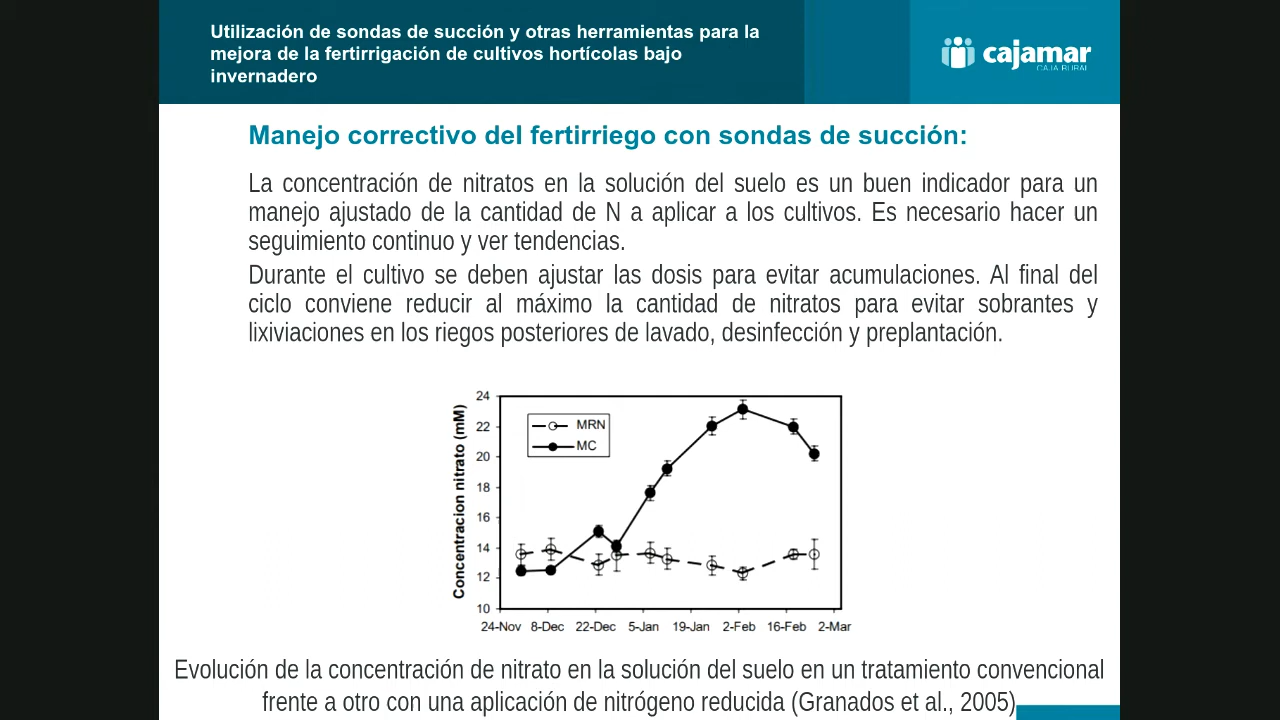 Utilización de sondas de succión y otras herramientas para la
mejora de la fertirrigación de cultivos hortícolas bajo
invernadero
cajamar
CAJA RURAL
Manejo correctivo del fertirriego con sondas de succión:
La concentración de nitratos en la solución del suelo es un buen indicador para un
manejo ajustado de la cantidad de N a aplicar a los cultivos. Es necesario hacer un
seguimiento continuo y ver tendencias.
Durante el cultivo se deben ajustar las dosis para evitar acumulaciones. Al final del
ciclo conviene reducir al máximo la cantidad de nitratos para evitar sobrantes y
lixiviaciones en los riegos posteriores de lavado, desinfección y preplantación.
Concentracion nitrato (mM)
24
22
20
18
16
14
12
10
MRN
MC
24-Nov 8-Dec 22-Dec 5-Jan 19-Jan 2-Feb 16-Feb 2-Mar
Evolución de la concentración de nitrato en la solución del suelo en un tratamiento convencional
frente a otro con una aplicación de nitrógeno reducida (Granados et al., 2005)